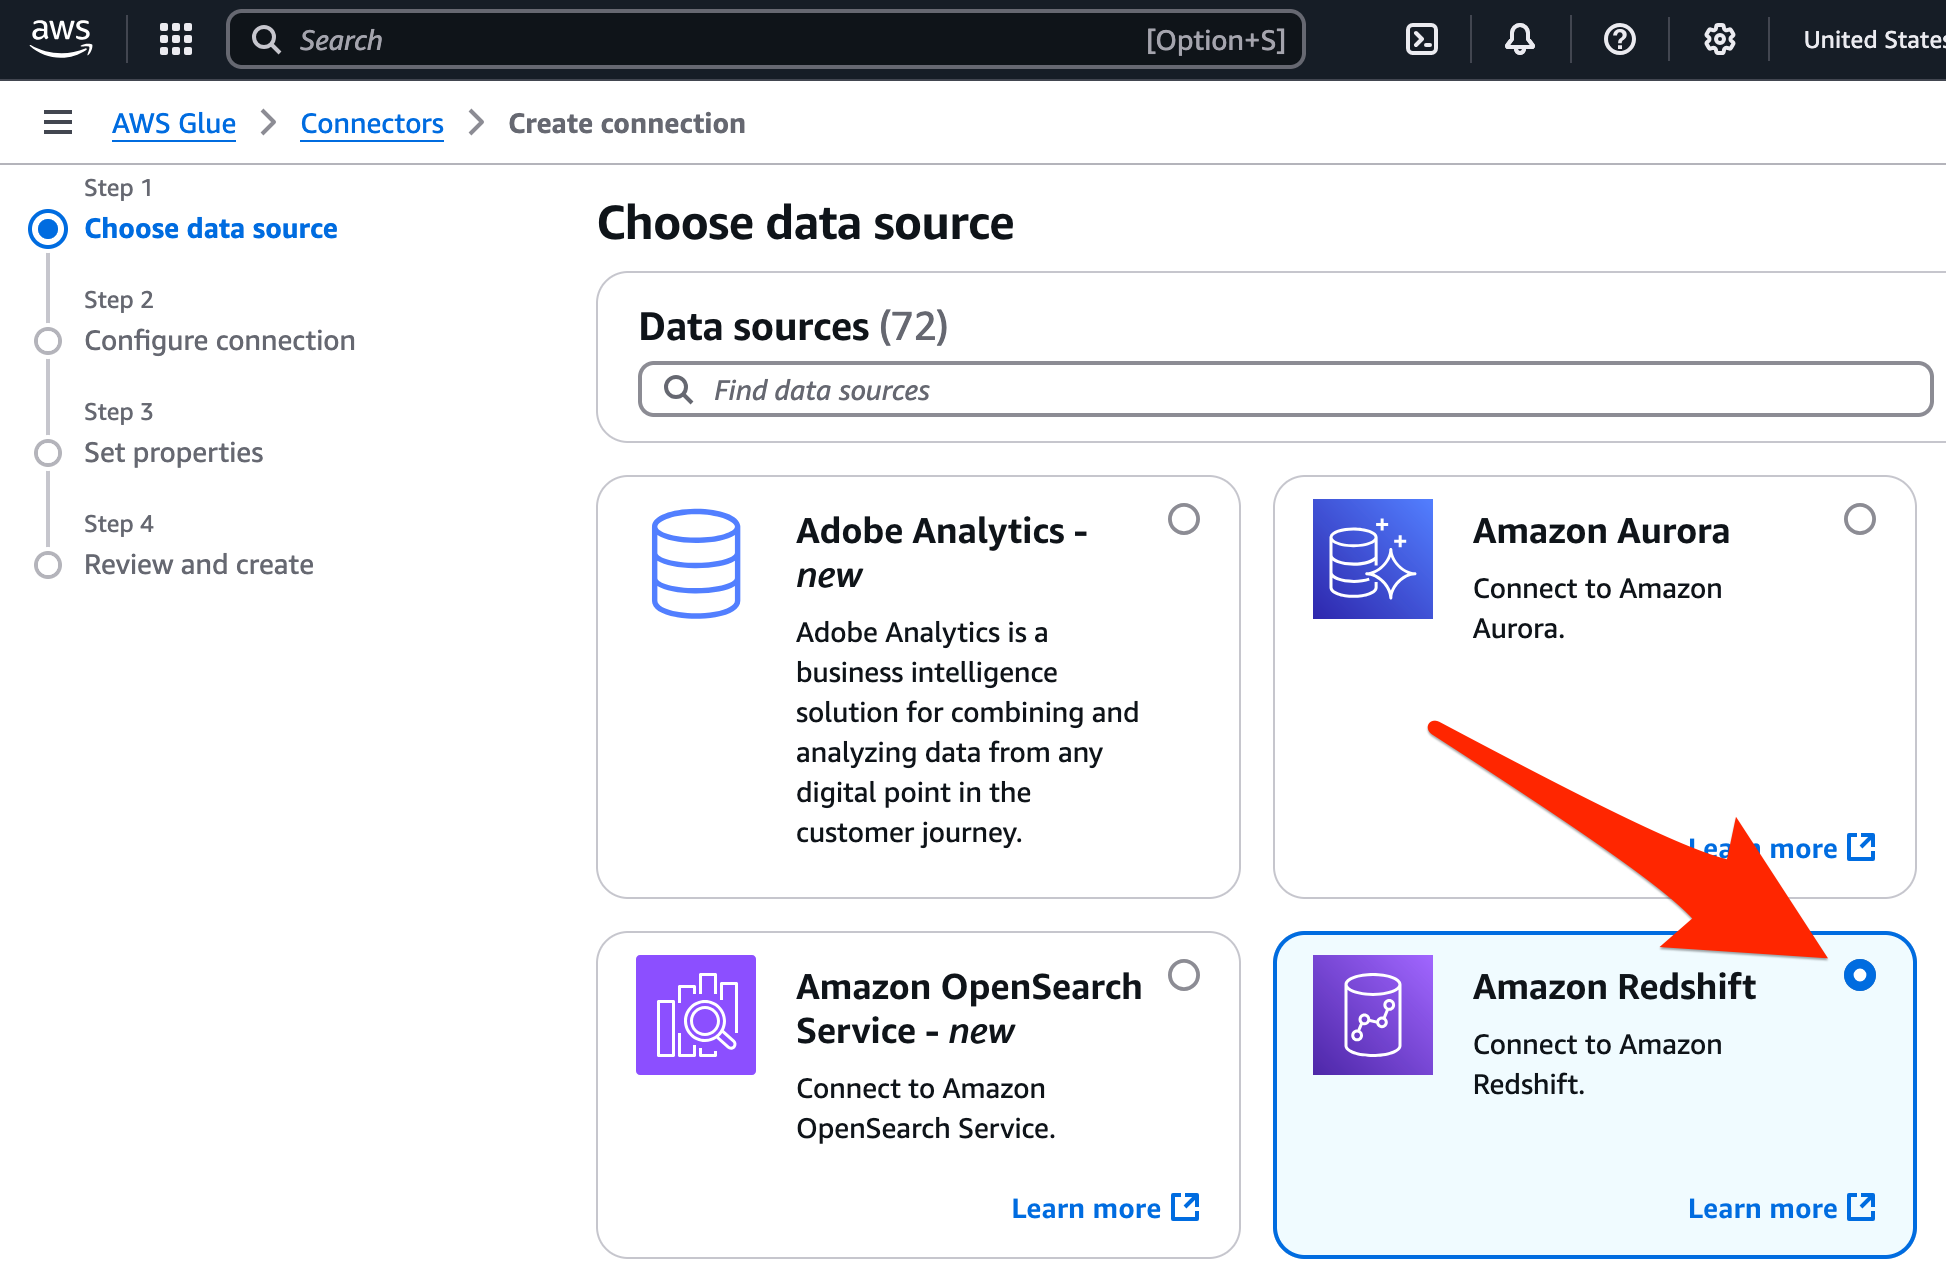 aws
Search [Option+S]
United States
AWS Glue > Connectors > Create connection
Step 1
Choose data source
Step 2
Configure connection
Step 3
Set properties
Step 4
Review and create
Choose data source
Data sources (72)
Find data sources
Adobe Analytics -
new
Adobe Analytics is a
business intelligence
solution for combining and
analyzing data from any
digital point in the
customer journey.
Amazon Aurora
Connect to Amazon
Aurora.
Learn more
Amazon OpenSearch
Service - new
Connect to Amazon
OpenSearch Service.
Learn more
Amazon Redshift
Connect to Amazon
Redshift.
Learn more